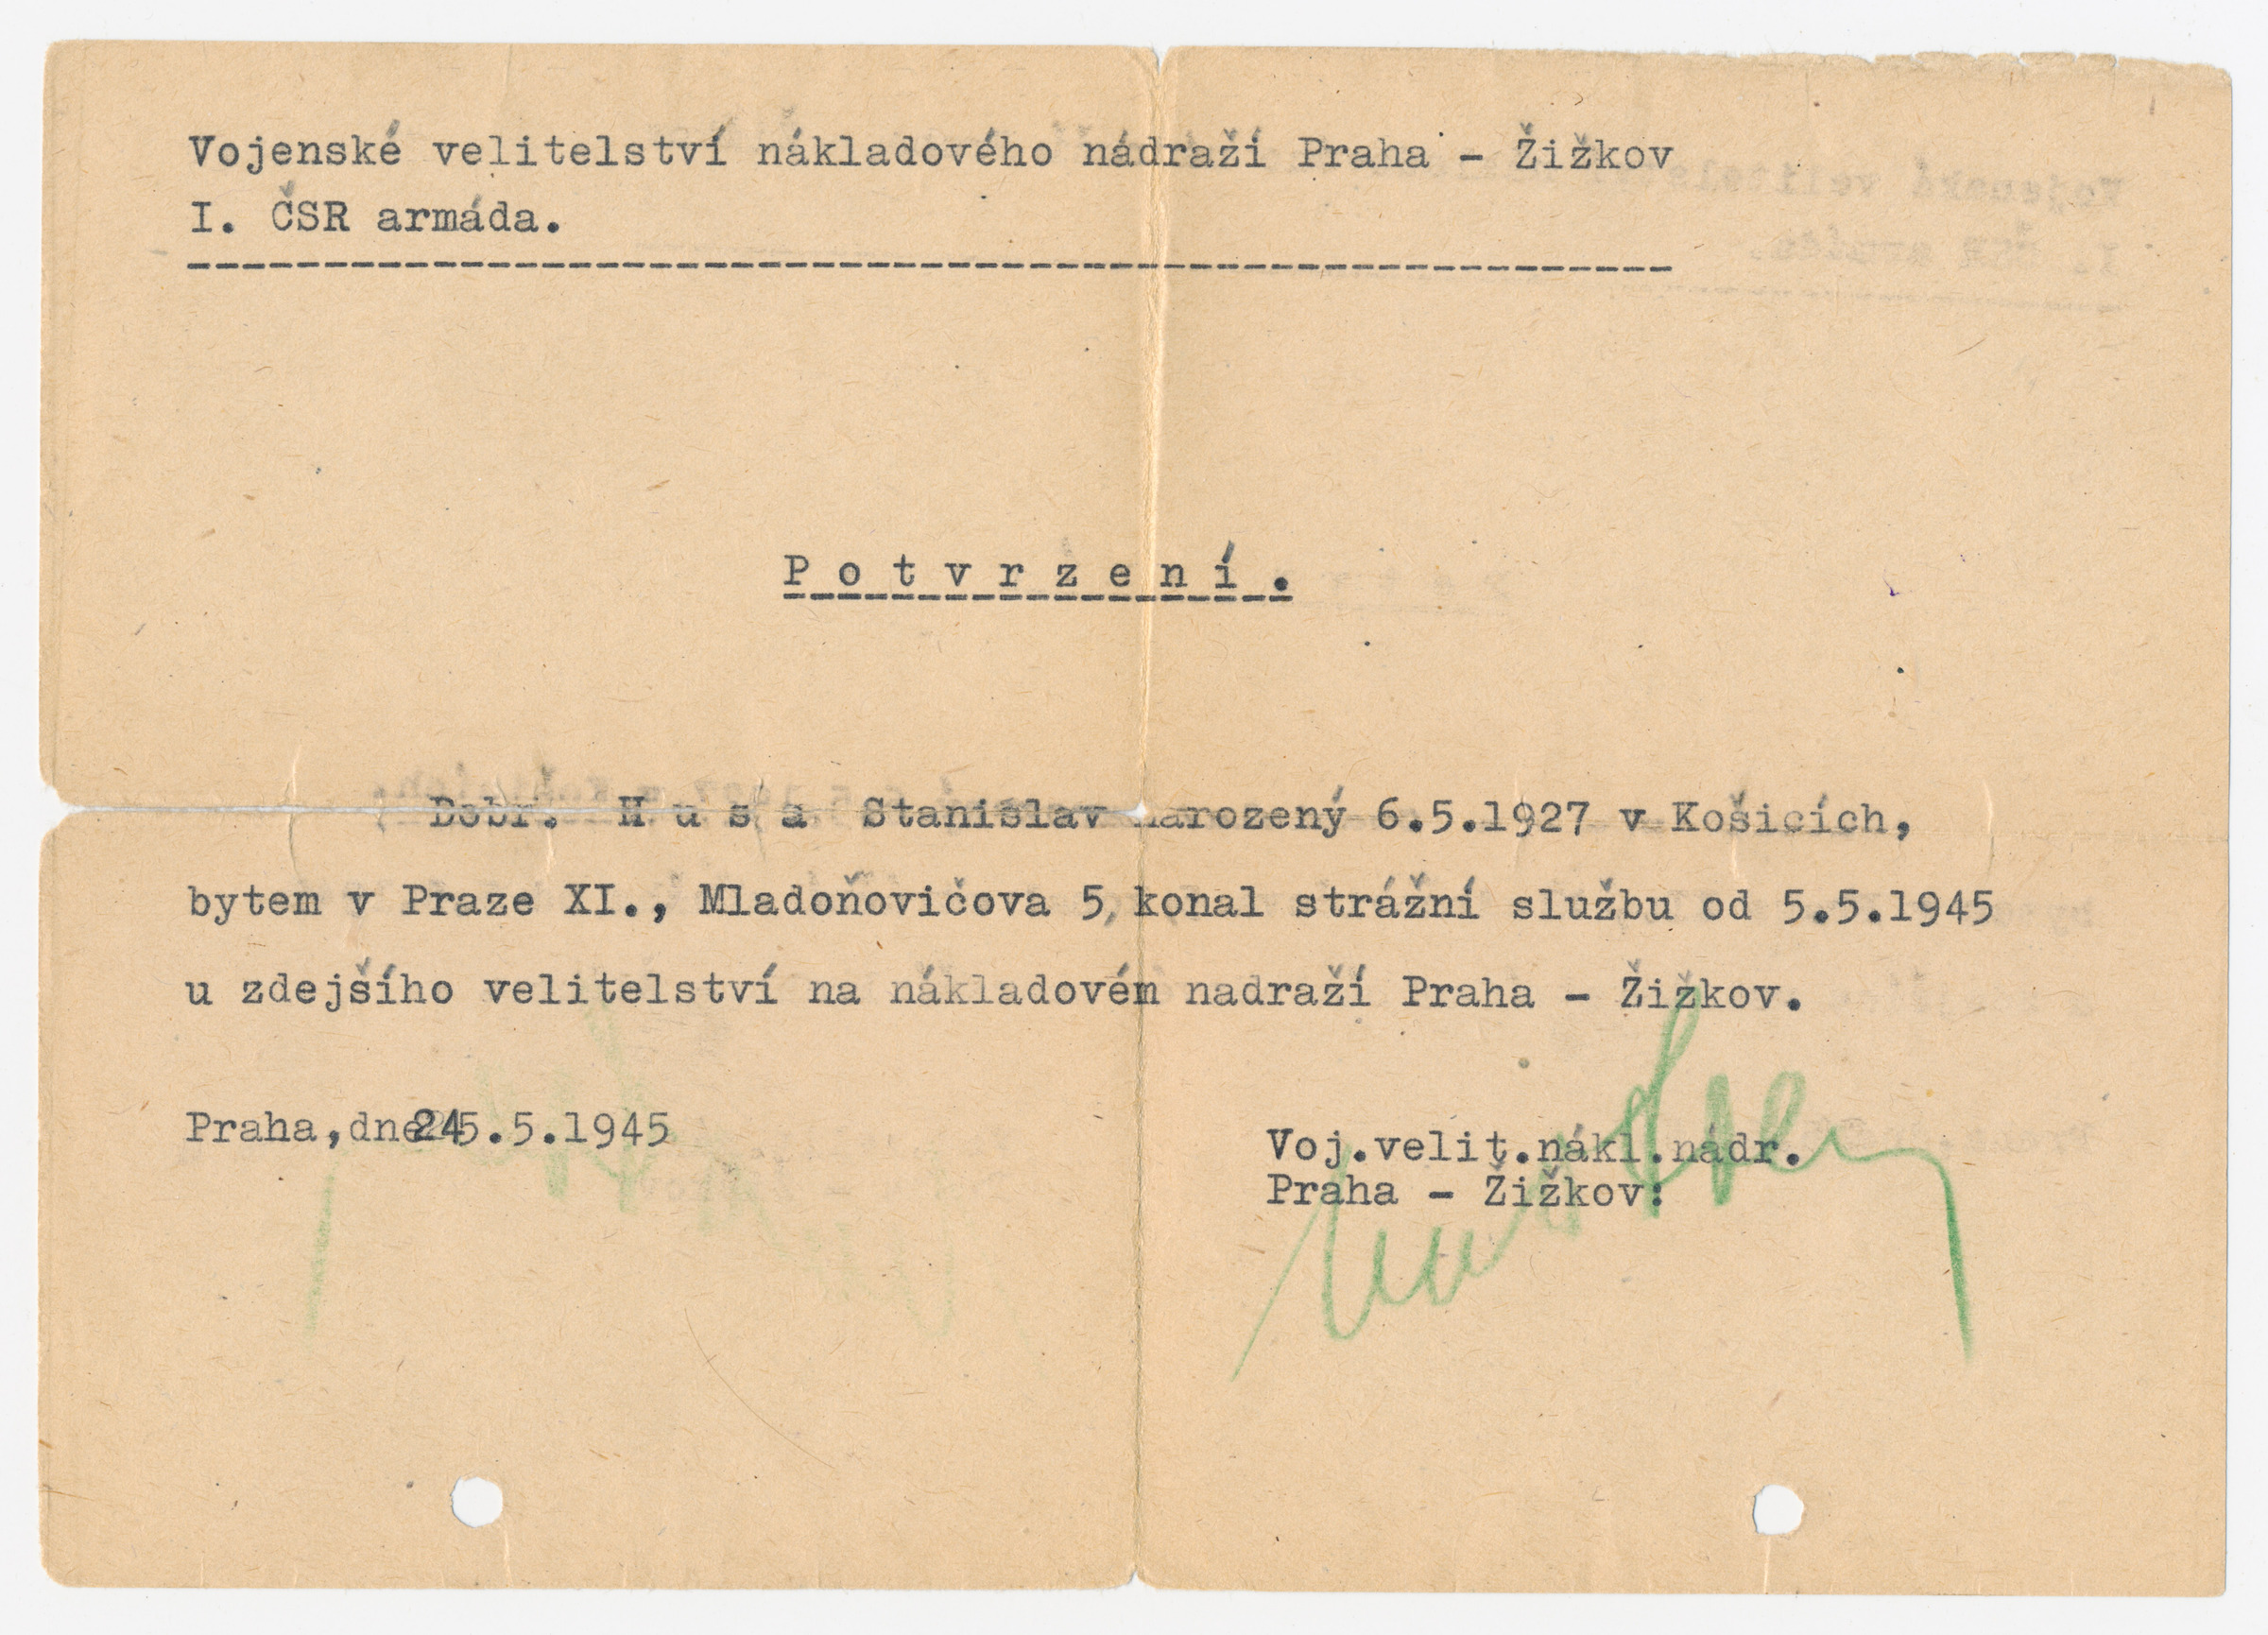 Vojenské velitelství nákladového nádraží Praha - Žižkov
I. ČSR armáda.
P o t v r z e n í .
Dobr. H u s a Stanislav narozený 6.5.1927 v Košicích,
bytem v Praze XI., Mladoňovičova 5, konal strážní službu od 5.5.1945
u zdejšího velitelství na nákladovém nadraží Praha - Žižkov.
Praha, dne 24.5.1945
Voj.velit.nákl.nádr.
Praha - Žižkov: